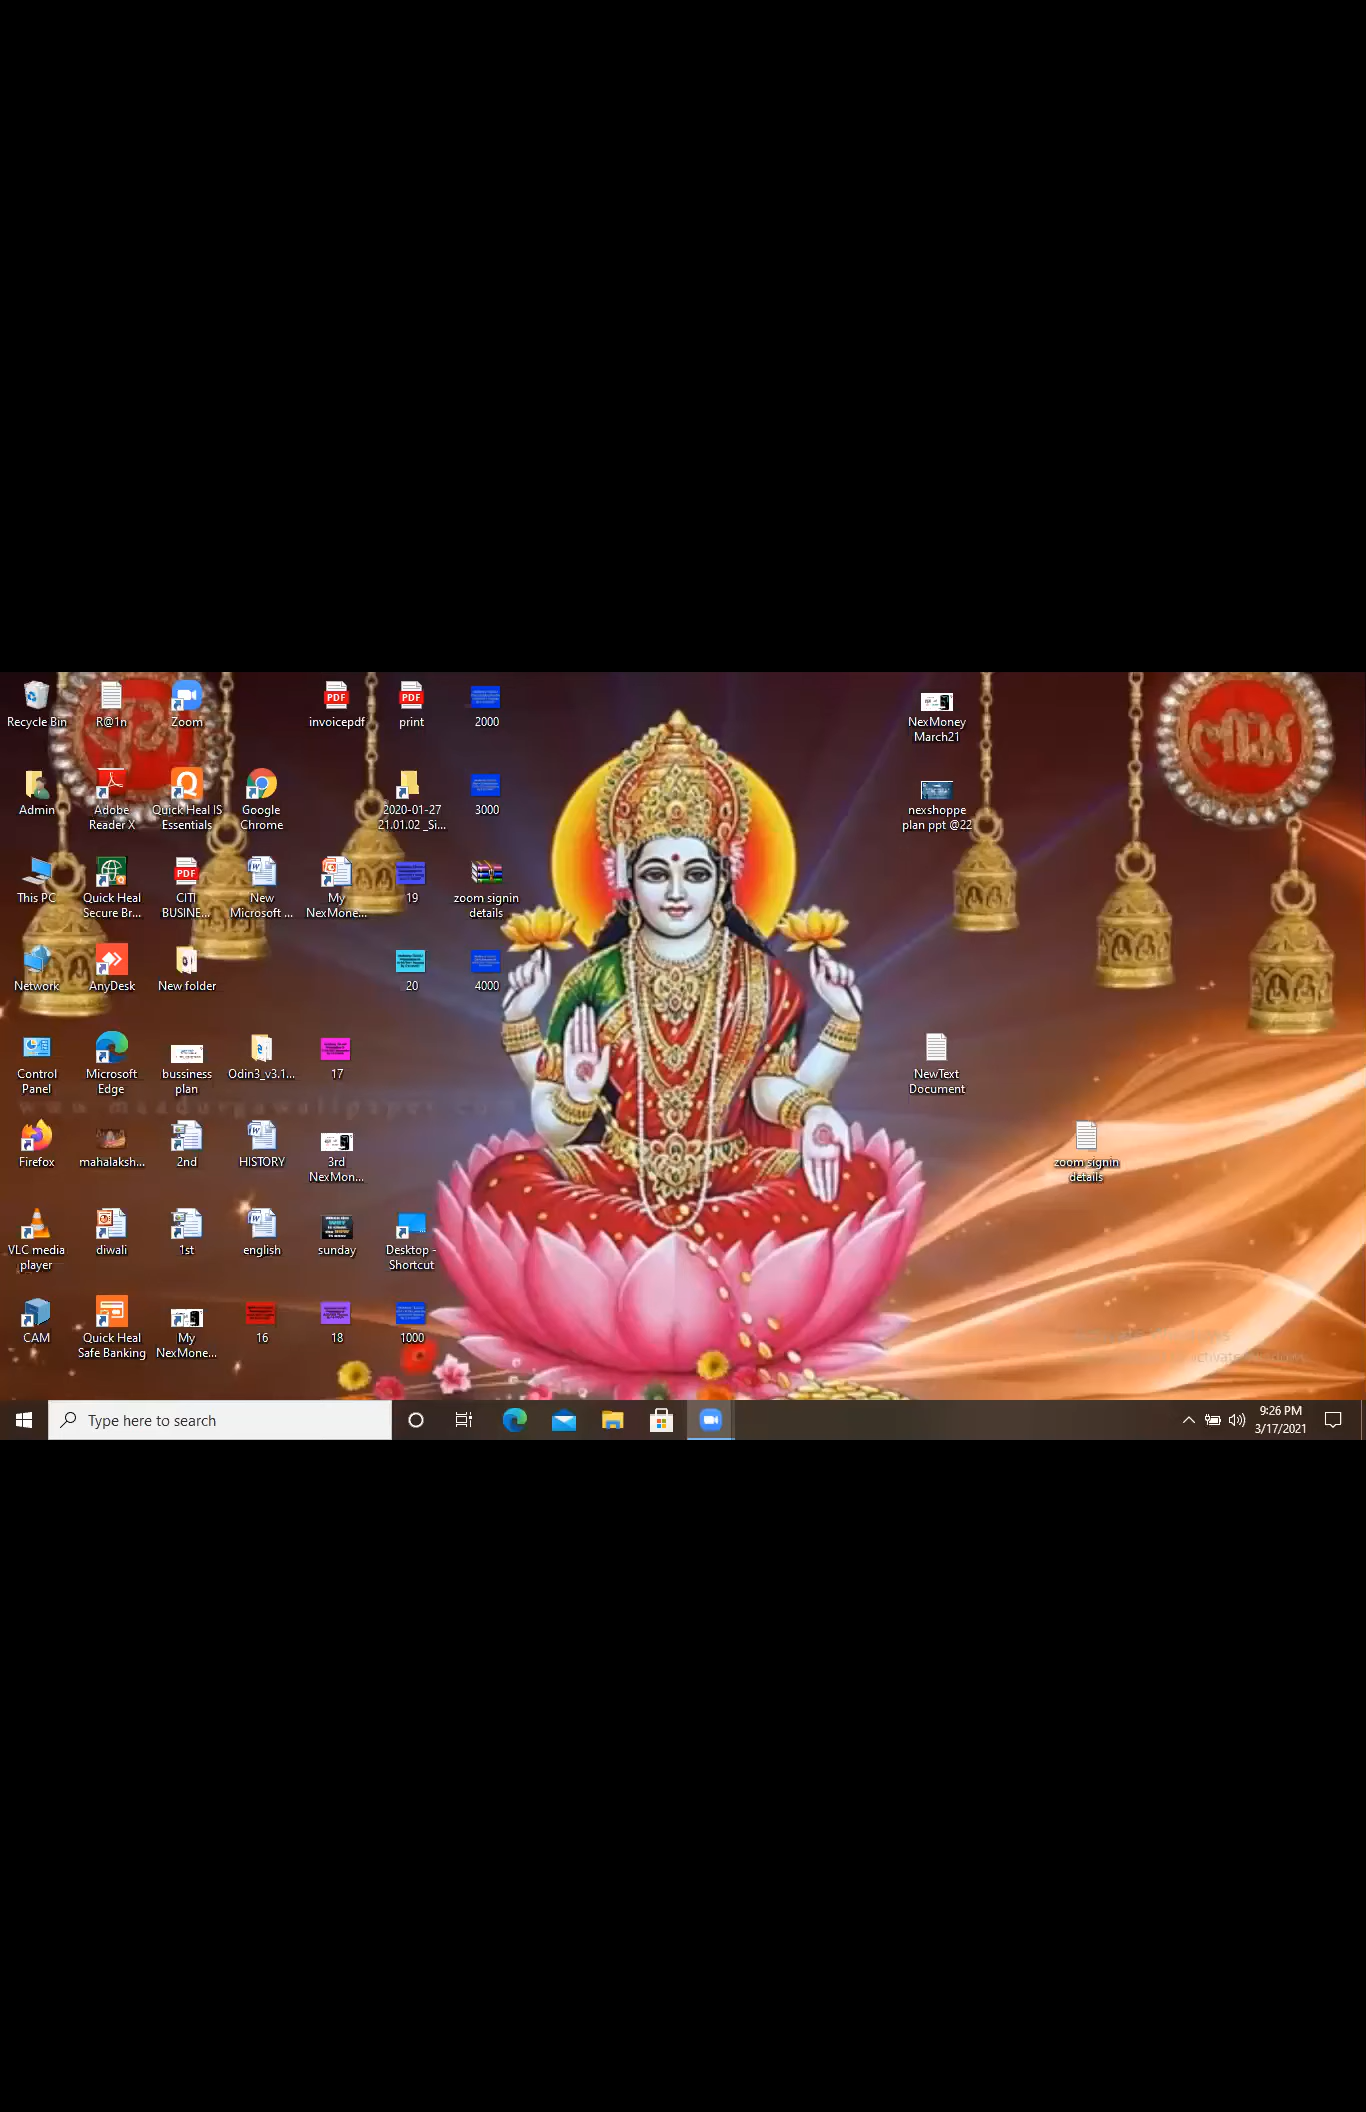 Recycle Bin
R@1n
Zoom
invoicepdf
print
2000
NexMoney
March21
Admin
Adobe
Reader X
Quick Heal IS
Essentials
Google
Chrome
2020-01-27
21.01.02 _Si...
3000
nexshoppe
plan ppt @22
This PC
Quick Heal
Secure Br...
CITI
BUSINE...
New
Microsoft ...
My
NexMone...
19
zoom signin
details
Network
AnyDesk
New folder
20
4000
Control
Panel
Microsoft
Edge
bussiness
plan
Odin3_v3.1...
17
NewText
Document
Firefox
mahalaksh...
2nd
HISTORY
3rd
NexMon...
zoom signin
details
VLC media
player
diwali
1st
english
sunday
Desktop -
Shortcut
CAM
Quick Heal
Safe Banking
My
NexMone...
16
18
1000
Type here to search
9:26 PM
3/17/2021